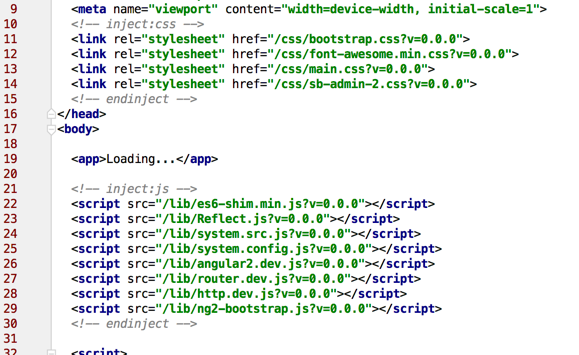 9 <meta name="viewport" content="width=device-width, initial-scale=1">
10 <!-- inject:css -->
11 <link rel="stylesheet" href="/css/bootstrap.css?v=0.0.0">
12 <link rel="stylesheet" href="/css/font-awesome.min.css?v=0.0.0">
13 <link rel="stylesheet" href="/css/main.css?v=0.0.0">
14 <link rel="stylesheet" href="/css/sb-admin-2.css?v=0.0.0">
15 <!-- endinject -->
16 </head>
17 <body>
18
19 <app>Loading...</app>
20
21 <!-- inject:js -->
22 <script src="/lib/es6-shim.min.js?v=0.0.0"></script>
23 <script src="/lib/Reflect.js?v=0.0.0"></script>
24 <script src="/lib/system.src.js?v=0.0.0"></script>
25 <script src="/lib/system.config.js?v=0.0.0"></script>
26 <script src="/lib/angular2.dev.js?v=0.0.0"></script>
27 <script src="/lib/router.dev.js?v=0.0.0"></script>
28 <script src="/lib/http.dev.js?v=0.0.0"></script>
29 <script src="/lib/ng2-bootstrap.js?v=0.0.0"></script>
30 <!-- endinject -->
31
32 <script>